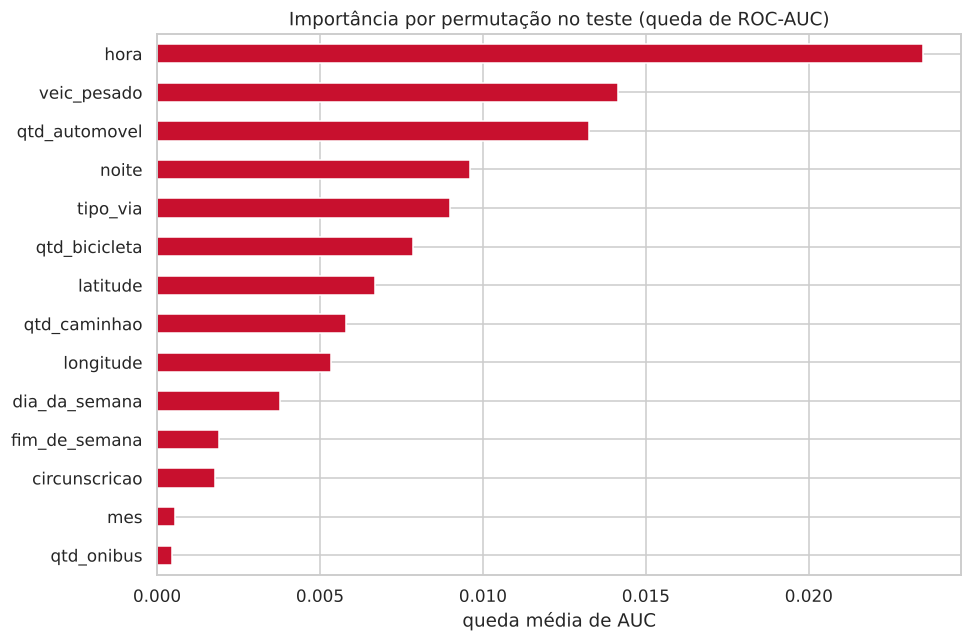 Importância por permutação no teste (queda de ROC-AUC)
hora
veic_pesado
qtd_automovel
noite
tipo_via
qtd_bicicleta
latitude
qtd_caminhao
longitude
dia_da_semana
fim_de_semana
circunscricao
mes
qtd_onibus
0.000 0.005 0.010 0.015 0.020
queda média de AUC